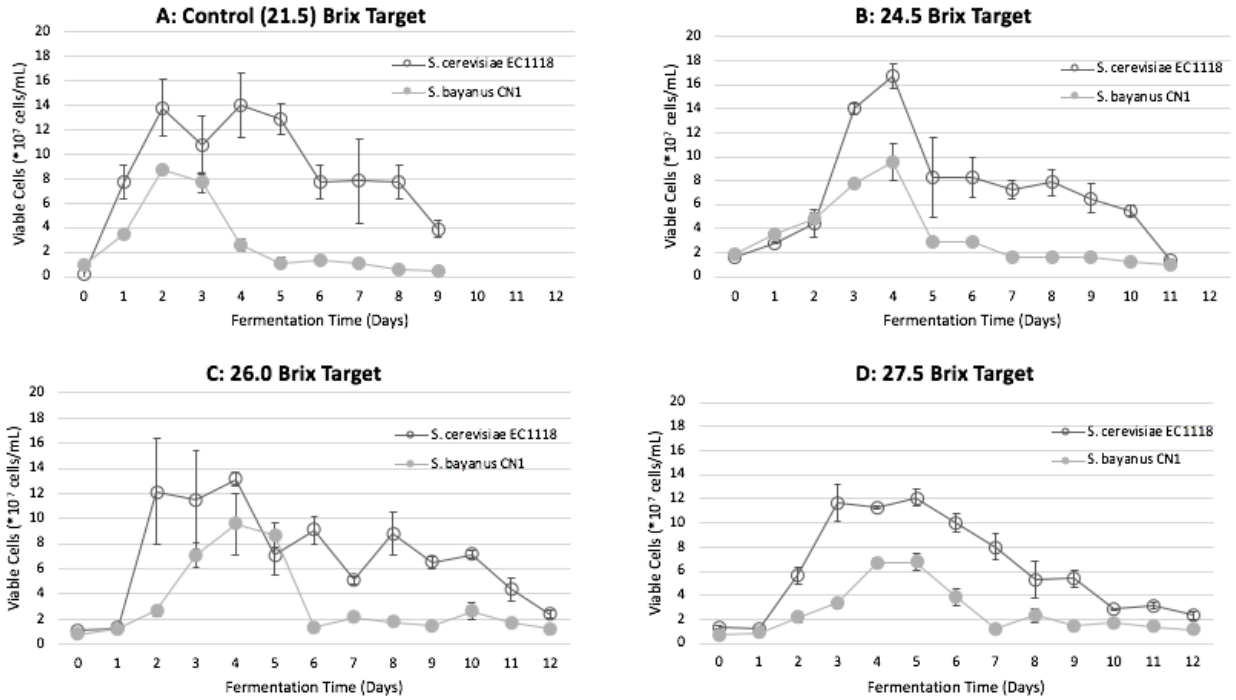 A: Control (21.5) Brix Target
20
18
16
14
12
10
8
6
4
2
0
Viable Cells (*10⁷ cells/mL)
S. cerevisiae EC1118
S. bayanus CN1
0 1 2 3 4 5 6 7 8 9 10 11 12
Fermentation Time (Days)
B: 24.5 Brix Target
20
18
16
14
12
10
8
6
4
2
0
Viable Cells (*10⁷ cells/mL)
S. cerevisiae EC1118
S. bayanus CN1
0 1 2 3 4 5 6 7 8 9 10 11 12
Fermentation Time (Days)
C: 26.0 Brix Target
20
18
16
14
12
10
8
6
4
2
0
Viable Cells (*10⁷ cells/mL)
S. cerevisiae EC1118
S. bayanus CN1
0 1 2 3 4 5 6 7 8 9 10 11 12
Fermentation Time (Days)
D: 27.5 Brix Target
20
18
16
14
12
10
8
6
4
2
0
Viable Cells (*10⁷ cells/mL)
S. cerevisiae EC1118
S. bayanus CN1
0 1 2 3 4 5 6 7 8 9 10 11 12
Fermentation Time (Days)